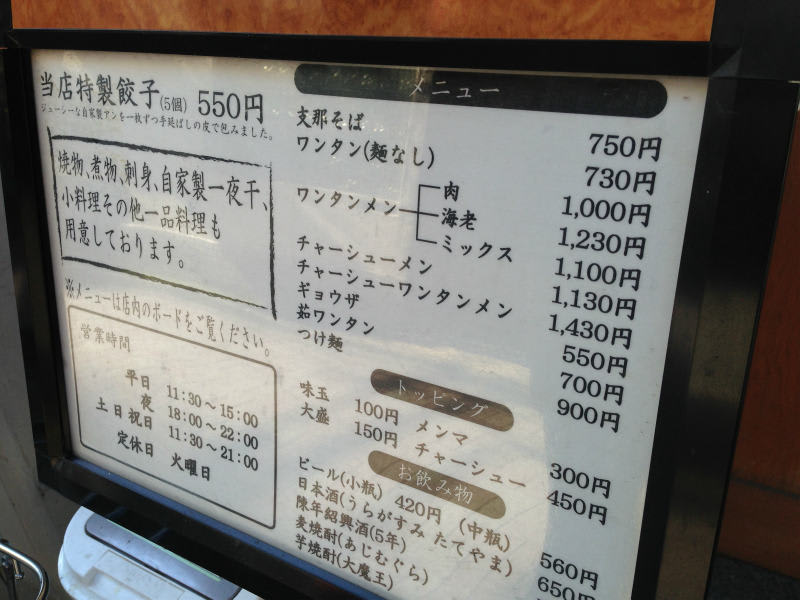 当店特製餃子(5個) 550円
ジューシーな自家製アンを一枚ずつ手延ばしの皮で包みました。
焼物、煮物、刺身、自家製一夜干、
小料理その他一品料理も
用意しております。
※メニューは店内のボードをご覧ください。
営業時間
平日 11:30～15:00
夜 18:00～22:00
土日祝日 11:30～21:00
定休日 火曜日
メニュー
支那そば 750円
ワンタン(麺なし) 730円
ワンタンメン 肉 1,000円
海老 1,230円
ミックス 1,100円
チャーシューメン 1,130円
チャーシューワンタンメン 1,430円
ギョウザ 550円
茹ワンタン 700円
つけ麺 900円
トッピング
味玉 100円 メンマ 300円
大盛 150円 チャーシュー 450円
お飲み物
ビール(小瓶) 420円 (中瓶) 560円
日本酒(うらがすみ たてやま) 650円
陳年紹興酒(5年)
麦焼酎(あじむぐら)
芋焼酎(大魔王)